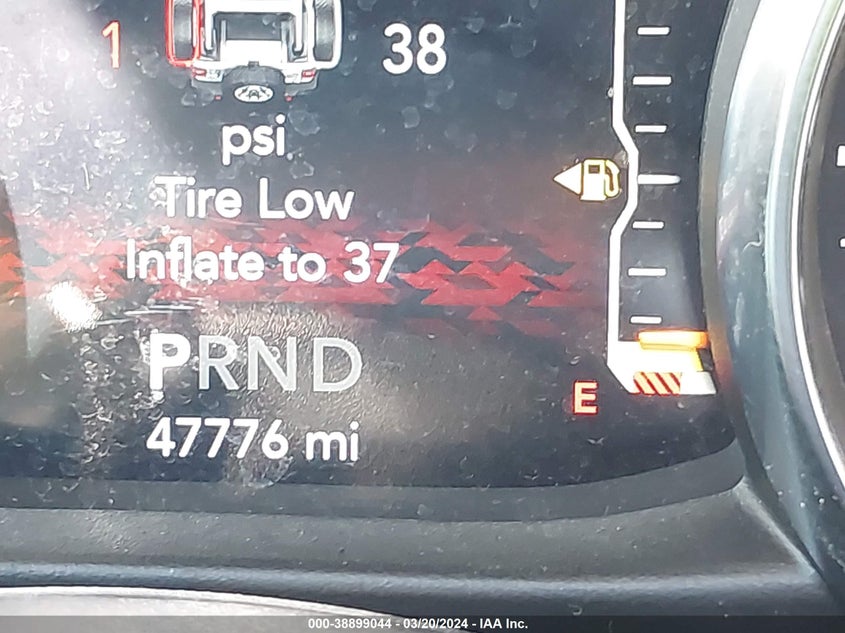 1 38
psi
Tire Low
Inflate to 37
PRND
E
47776 mi
000-38899044 - 03/20/2024 - IAA Inc.